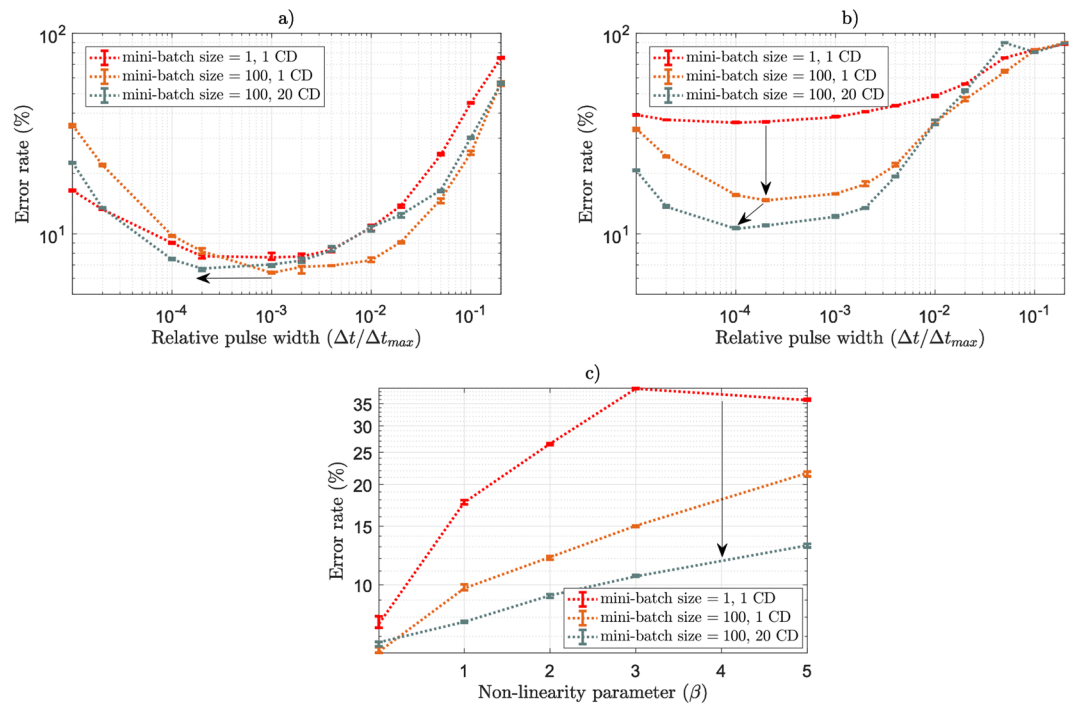 a)
10^2
10^1
Error rate (%)
mini-batch size = 1, 1 CD
mini-batch size = 100, 1 CD
mini-batch size = 100, 20 CD
10^-4
10^-3
10^-2
10^-1
Relative pulse width (Δt/Δt_max)
b)
10^2
10^1
Error rate (%)
mini-batch size = 1, 1 CD
mini-batch size = 100, 1 CD
mini-batch size = 100, 20 CD
10^-4
10^-3
10^-2
10^-1
Relative pulse width (Δt/Δt_max)
c)
35
30
25
20
15
10
Error rate (%)
mini-batch size = 1, 1 CD
mini-batch size = 100, 1 CD
mini-batch size = 100, 20 CD
1
2
3
4
5
Non-linearity parameter (β)